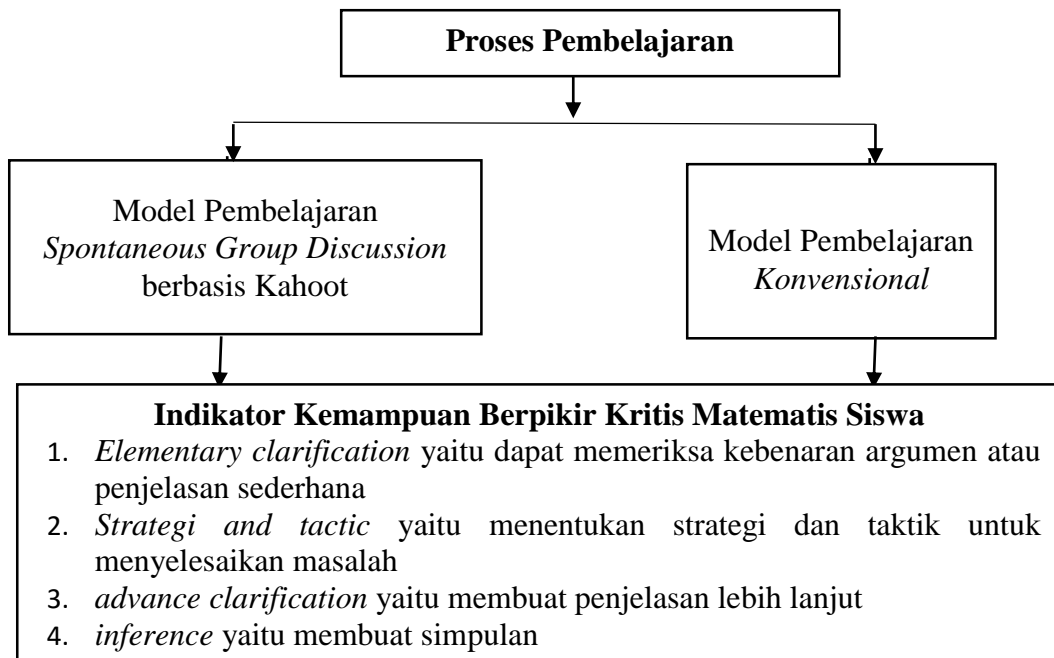 Proses Pembelajaran
Model Pembelajaran
Spontaneous Group Discussion
berbasis Kahoot
Model Pembelajaran
Konvensional
Indikator Kemampuan Berpikir Kritis Matematis Siswa
1. Elementary clarification yaitu dapat memeriksa kebenaran argumen atau
penjelasan sederhana
2. Strategi and tactic yaitu menentukan strategi dan taktik untuk
menyelesaikan masalah
3. advance clarification yaitu membuat penjelasan lebih lanjut
4. inference yaitu membuat simpulan